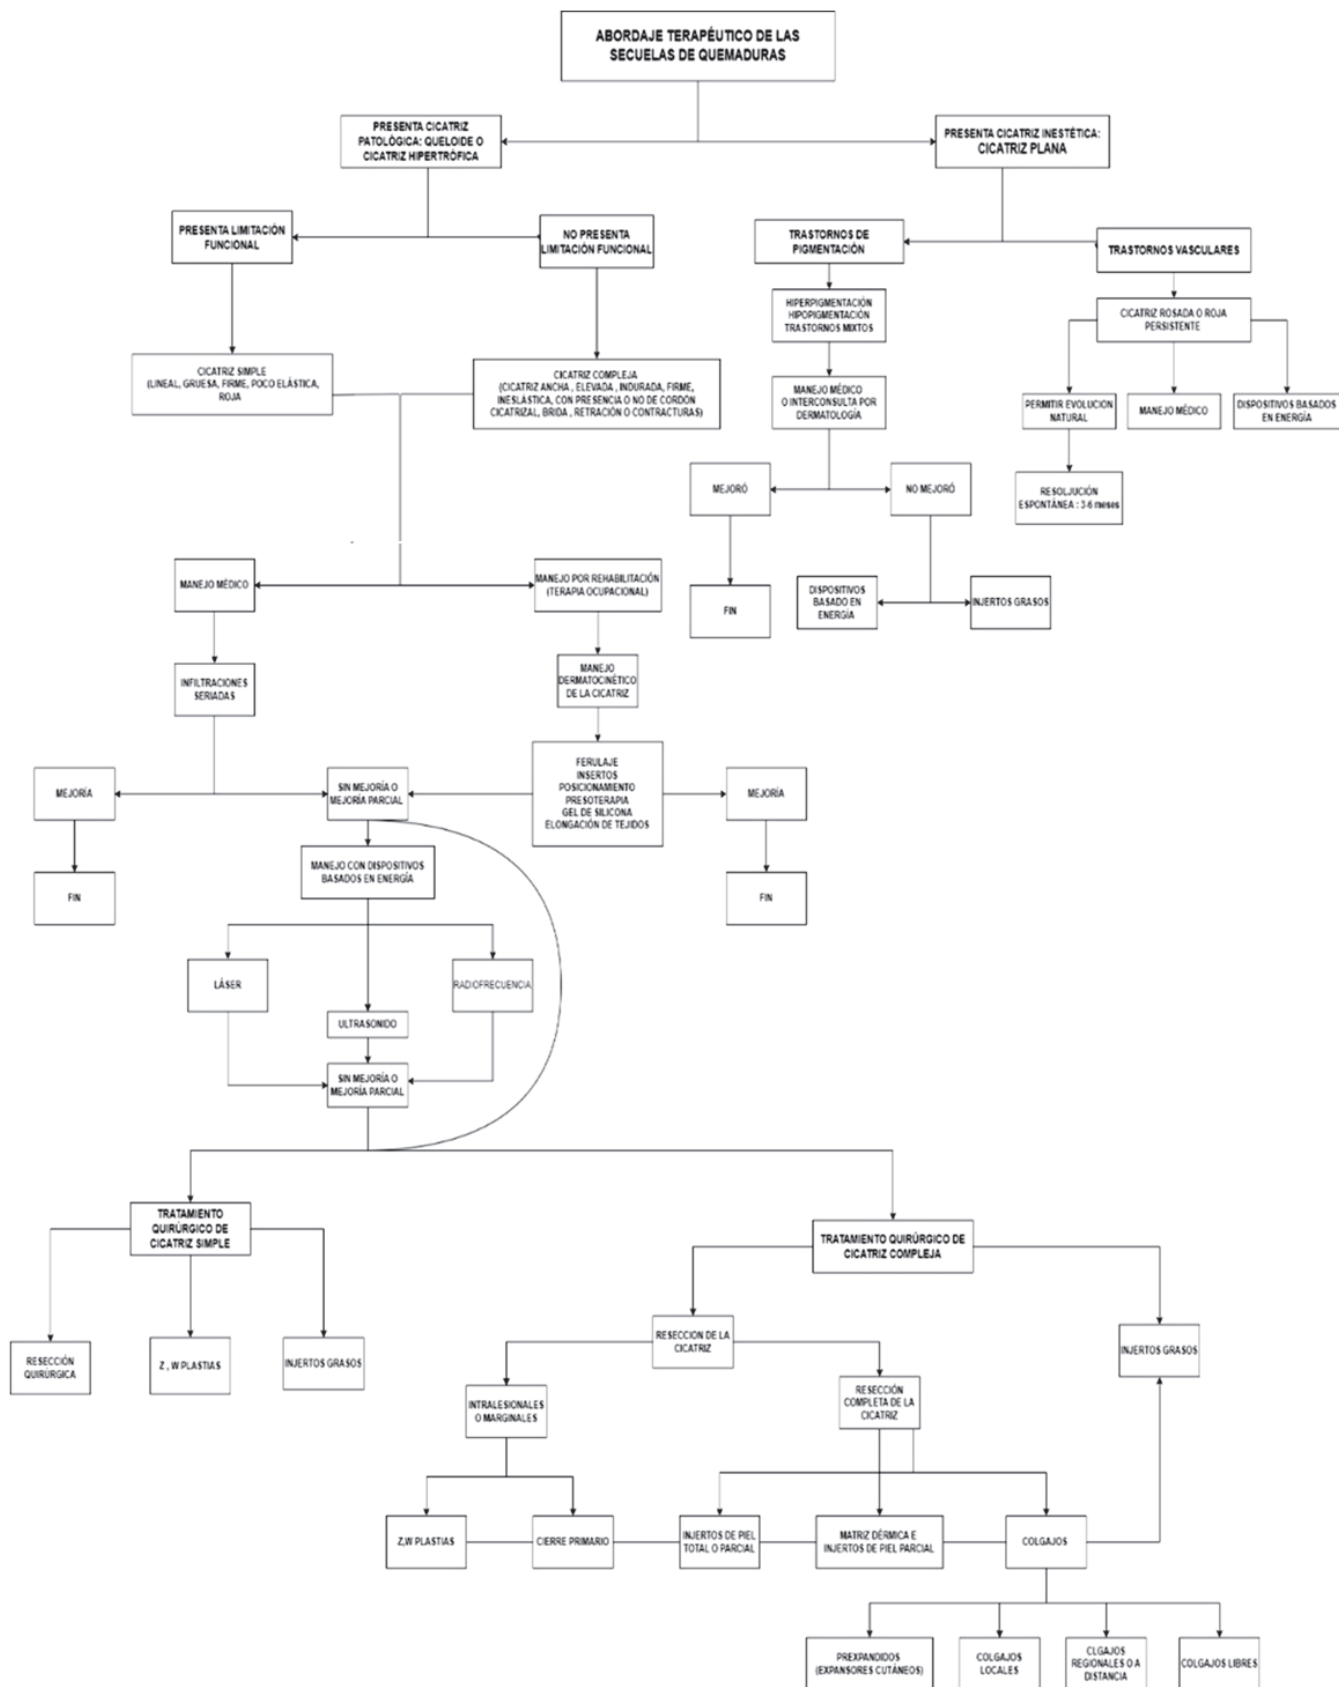 ABORDAJE TERAPÉUTICO DE LAS
SECUELAS DE QUEMADURAS
PRESENTA CICATRIZ
PATOLÓGICA: QUELOIDE O
CICATRIZ HIPERTRÓFICA
PRESENTA CICATRIZ INESTÉTICA:
CICATRIZ PLANA
PRESENTA LIMITACIÓN
FUNCIONAL
NO PRESENTA
LIMITACIÓN FUNCIONAL
TRASTORNOS DE
PIGMENTACIÓN
TRASTORNOS VASCULARES
HIPERPIGMENTACIÓN
HIPOPIGMENTACIÓN
TRASTORNOS MIXTOS
CICATRIZ ROSADA O ROJA
PERSISTENTE
CICATRIZ SIMPLE
(LINEAL, GRUESA, FIRME, POCO ELÁSTICA,
ROJA
CICATRIZ COMPLEJA
(CICATRIZ ANCHA , ELEVADA , INDURADA, FIRME,
INESLÁSTICA, CON PRESENCIA O NO DE CORDÓN
CICATRIZAL, BRIDA , RETRACIÓN O CONTRACTURAS)
MANEJO MÉDICO
O INTERCONSULTA POR
DERMATOLOGÍA
PERMITIR EVOLUCION
NATURAL
MANEJO MÉDICO
DISPOSITIVOS BASADOS
EN ENERGÍA
MEJORÓ
NO MEJORÓ
RESOLJUCIÓN
ESPONTÁNEA : 3-6 meses
MANEJO MÉDICO
MANEJO POR REHABILITACIÓN
(TERAPIA OCUPACIONAL)
FIN
DISPOSITIVOS
BASADO EN
ENERGÍA
INJERTOS GRASOS
INFILTRACIONES
SERIADAS
MANEJO
DERMATOCINÉTICO
DE LA CICATRIZ
MEJORÍA
SIN MEJORÍA O
MEJORÍA PARCIAL
FERULAJE
INSERTOS
POSICIONAMIENTO
PRESOTERAPIA
GEL DE SILICONA
ELONGACIÓN DE TEJIDOS
MEJORÍA
FIN
MANEJO CON DISPOSITIVOS
BASADOS EN ENERGÍA
FIN
LÁSER
RADIOFRECUENCIA
ULTRASONIDO
SIN MEJORÍA O
MEJORÍA PARCIAL
TRATAMIENTO
QUIRÚRGICO DE
CICATRIZ SIMPLE
TRATAMIENTO QUIRÚRGICO DE
CICATRIZ COMPLEJA
RESECCIÓN
QUIRÚRGICA
Z , W PLASTIAS
INJERTOS GRASOS
RESECCION DE LA
CICATRIZ
INJERTOS GRASOS
INTRALESIONALES
O MARGINALES
RESECCIÓN
COMPLETA DE LA
CICATRIZ
Z,W PLASTIAS
CIERRE PRIMARIO
INJERTOS DE PIEL
TOTAL O PARCIAL
MATRIZ DÉRMICA E
INJERTOS DE PIEL PARCIAL
COLGAJOS
PREXPANDIDOS
(EXPANSORES CUTÁNEOS)
COLGAJOS
LOCALES
CLGAJOS
REGIONALES O A
DISTANCIA
COLGAJOS LIBRES